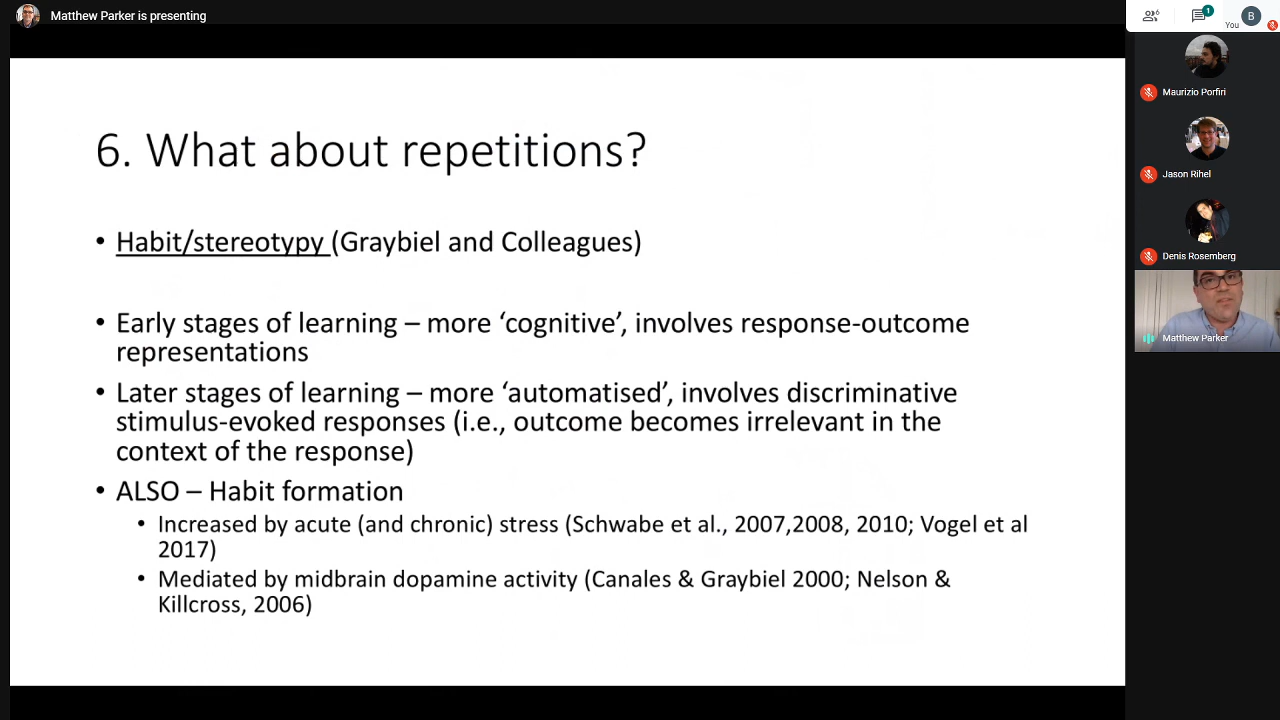 Matthew Parker is presenting
6
1
You
B
Maurizio Porfiri
Jason Rihel
Denis Rosemberg
Matthew Parker
6. What about repetitions?
• Habit/stereotypy (Graybiel and Colleagues)
• Early stages of learning – more ‘cognitive’, involves response-outcome
representations
• Later stages of learning – more ‘automatised’, involves discriminative
stimulus-evoked responses (i.e., outcome becomes irrelevant in the
context of the response)
• ALSO – Habit formation
• Increased by acute (and chronic) stress (Schwabe et al., 2007,2008, 2010; Vogel et al
2017)
• Mediated by midbrain dopamine activity (Canales & Graybiel 2000; Nelson &
Killcross, 2006)